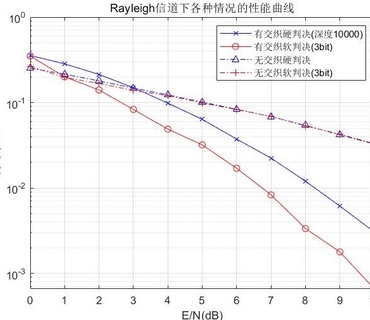 Rayleigh信道下各种情况的性能曲线
10^0
有交织硬判决(深度10000)
有交织软判决(3bit)
无交织硬判决
无交织软判决(3bit)
10^-1
10^-2
10^-3
0 1 2 3 4 5 6 7 8 9
E/N(dB)